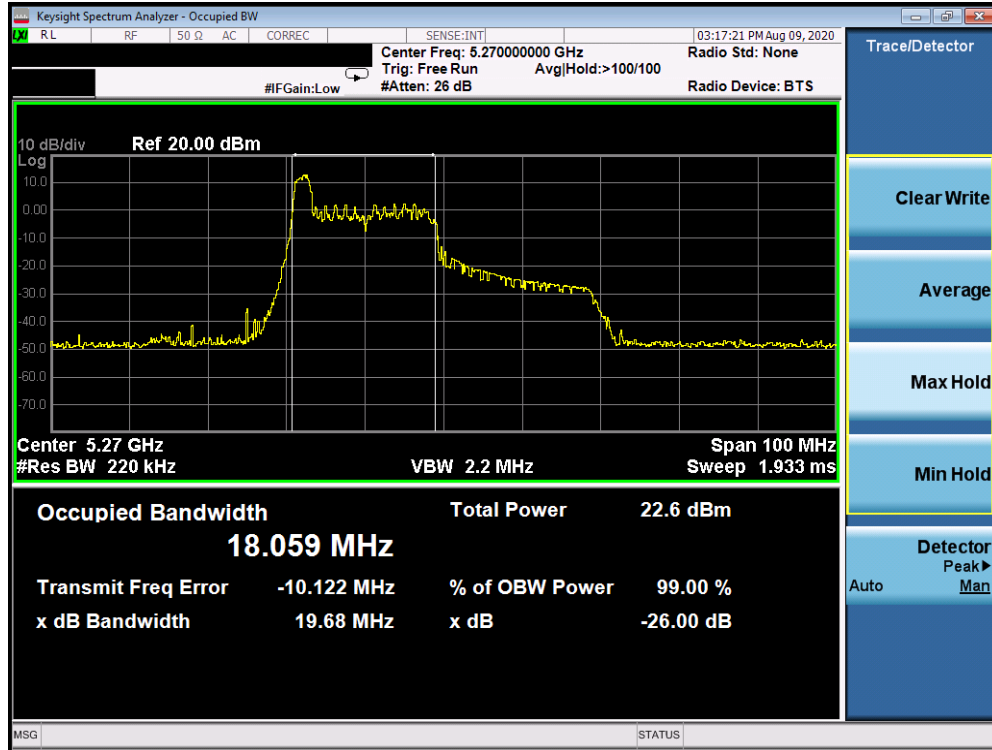 Keysight Spectrum Analyzer - Occupied BW
LXI RL RF 50 Ω AC CORREC SENSE:INT 03:17:21 PM Aug 09, 2020
Center Freq: 5.270000000 GHz Radio Std: None
Trig: Free Run Avg|Hold:>100/100
#IFGain:Low #Atten: 26 dB Radio Device: BTS
Trace/Detector
10 dB/div Ref 20.00 dBm
Log
10.0
0.00
-10.0
-20.0
-30.0
-40.0
-50.0
-60.0
-70.0
Center 5.27 GHz Span 100 MHz
#Res BW 220 kHz VBW 2.2 MHz Sweep 1.933 ms
Clear Write
Average
Max Hold
Min Hold
Detector
Peak▶
Auto Man
Occupied Bandwidth Total Power 22.6 dBm
18.059 MHz
Transmit Freq Error -10.122 MHz % of OBW Power 99.00 %
x dB Bandwidth 19.68 MHz x dB -26.00 dB
MSG STATUS